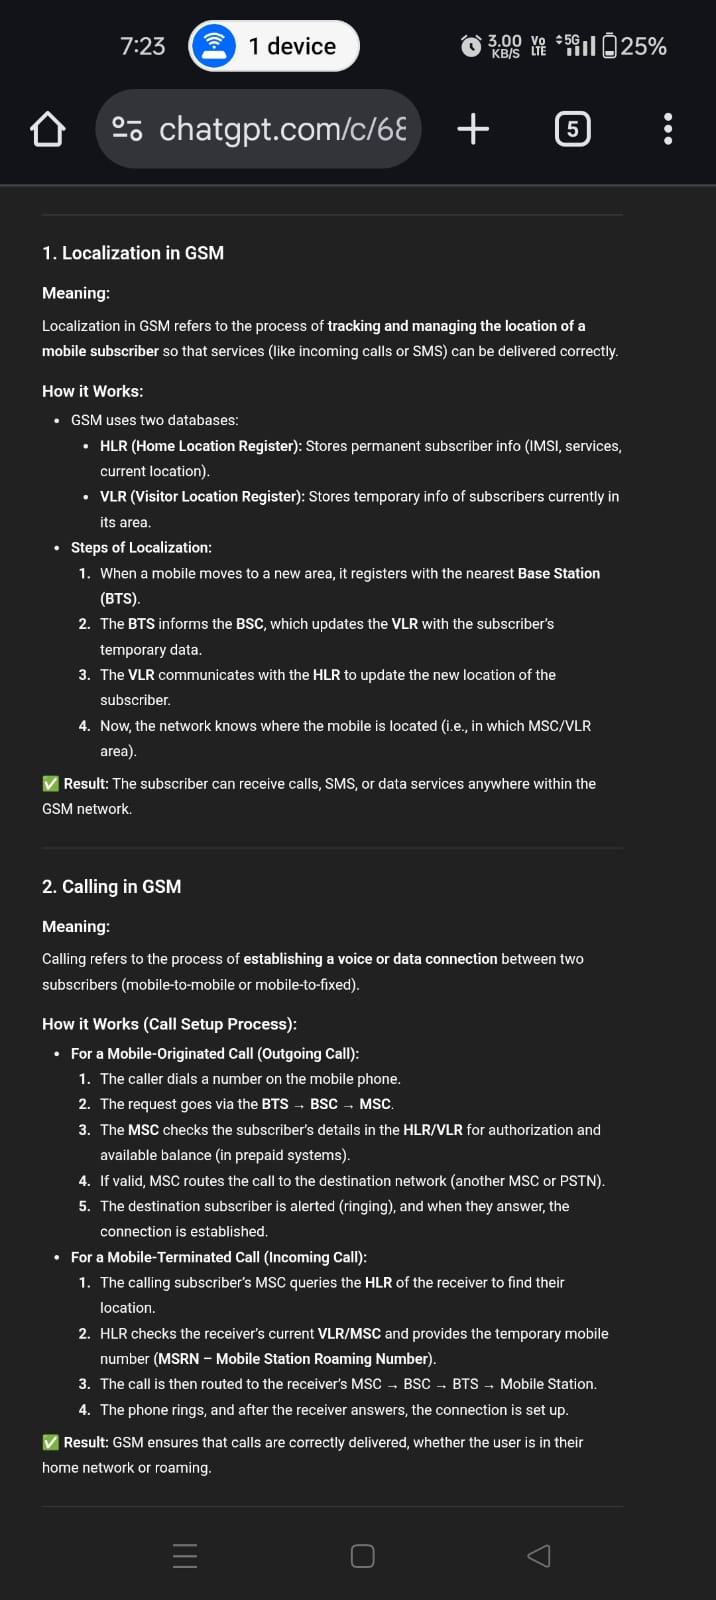 7:23 1 device 3.00 KB/S Vo LTE 5G 25%
chatgpt.com/c/68 5
1. Localization in GSM
Meaning:
Localization in GSM refers to the process of tracking and managing the location of a
mobile subscriber so that services (like incoming calls or SMS) can be delivered correctly.
How it Works:
• GSM uses two databases:
• HLR (Home Location Register): Stores permanent subscriber info (IMSI, services,
current location).
• VLR (Visitor Location Register): Stores temporary info of subscribers currently in
its area.
• Steps of Localization:
1. When a mobile moves to a new area, it registers with the nearest Base Station
(BTS).
2. The BTS informs the BSC, which updates the VLR with the subscriber's
temporary data.
3. The VLR communicates with the HLR to update the new location of the
subscriber.
4. Now, the network knows where the mobile is located (i.e., in which MSC/VLR
area).
✅ Result: The subscriber can receive calls, SMS, or data services anywhere within the
GSM network.
2. Calling in GSM
Meaning:
Calling refers to the process of establishing a voice or data connection between two
subscribers (mobile-to-mobile or mobile-to-fixed).
How it Works (Call Setup Process):
• For a Mobile-Originated Call (Outgoing Call):
1. The caller dials a number on the mobile phone.
2. The request goes via the BTS → BSC → MSC.
3. The MSC checks the subscriber's details in the HLR/VLR for authorization and
available balance (in prepaid systems).
4. If valid, MSC routes the call to the destination network (another MSC or PSTN).
5. The destination subscriber is alerted (ringing), and when they answer, the
connection is established.
• For a Mobile-Terminated Call (Incoming Call):
1. The calling subscriber's MSC queries the HLR of the receiver to find their
location.
2. HLR checks the receiver's current VLR/MSC and provides the temporary mobile
number (MSRN – Mobile Station Roaming Number).
3. The call is then routed to the receiver's MSC → BSC → BTS → Mobile Station.
4. The phone rings, and after the receiver answers, the connection is set up.
✅ Result: GSM ensures that calls are correctly delivered, whether the user is in their
home network or roaming.